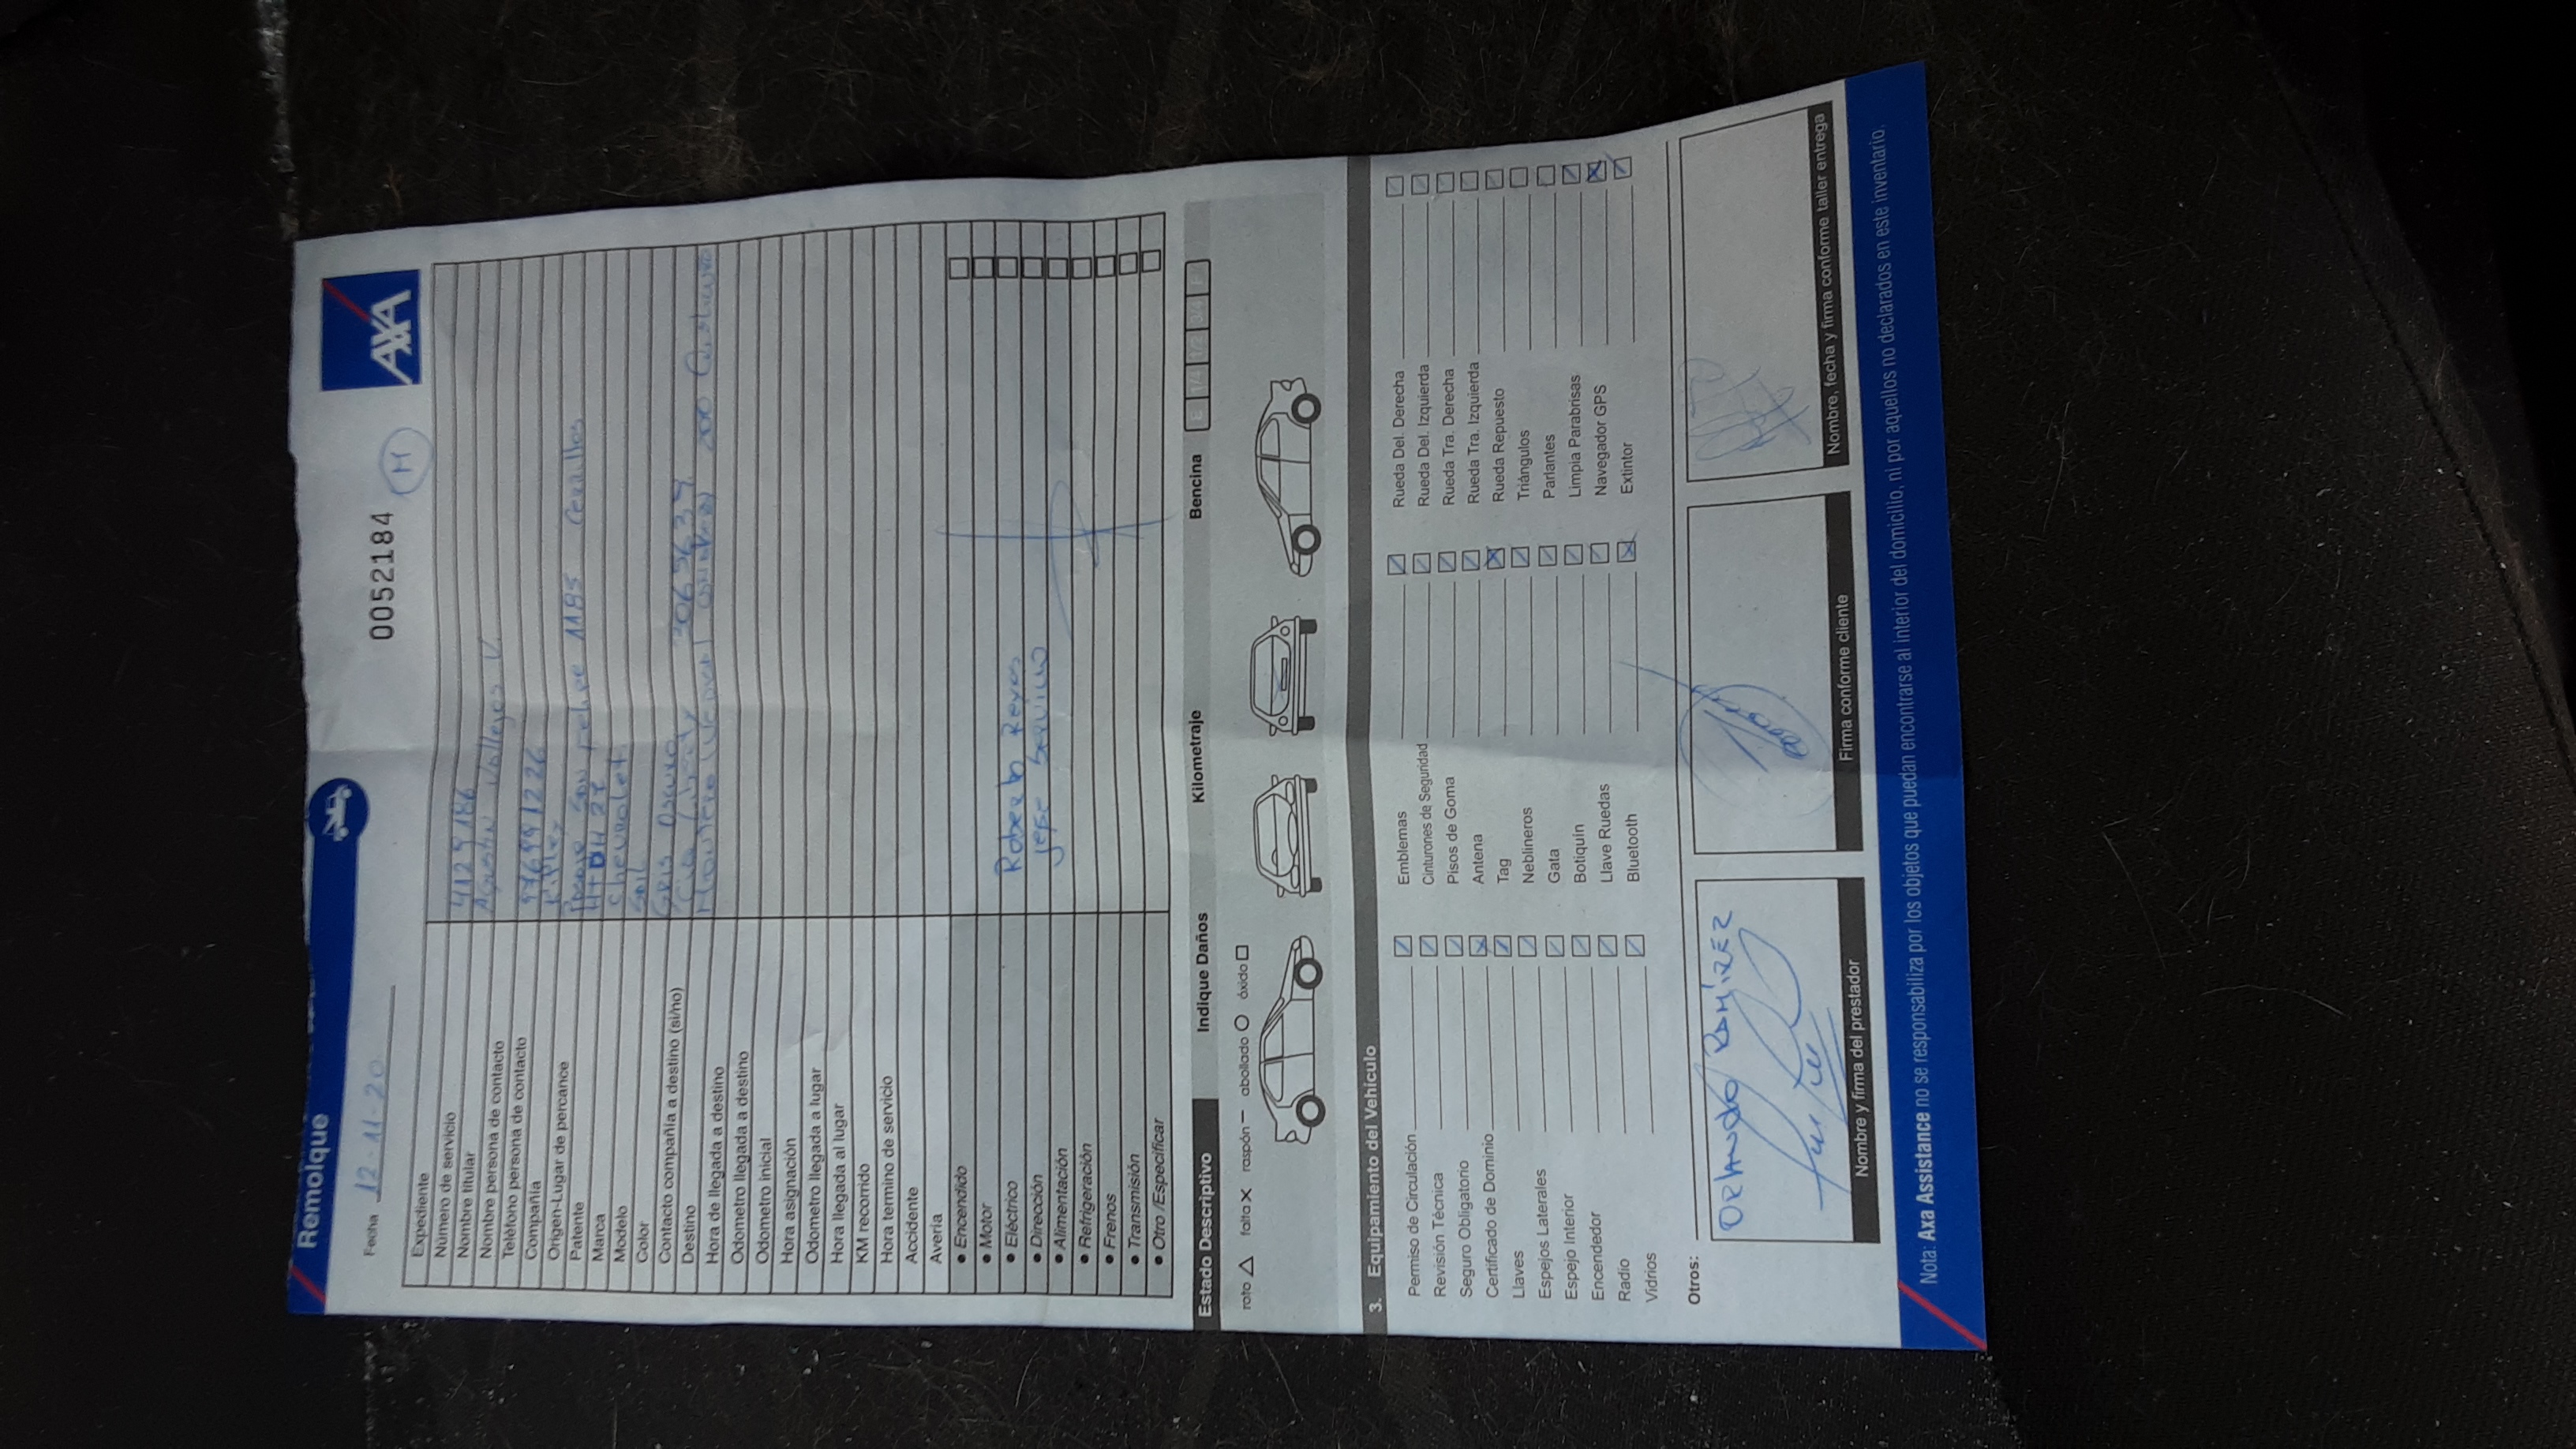 Remolque
AXA
Fecha 12-11-20
0052184
H
Expediente
Número de servicio 41259186
Nombre titular Agustin Vallejos V.
Nombre persona de contacto
Teléfono persona de contacto
Compañía
Origen-Lugar de percance 1185 Cerrillos
Patente
Marca Chevrolet
Modelo Sail
Color Gris Oscuro
Contacto compañía a destino (si/no)
Destino
Hora de llegada a destino
Odometro llegada a destino
Odometro inicial
Hora asignación
Odometro llegada a lugar
Hora llegada al lugar
KM recorrido
Hora termino de servicio
Accidente
Avería
• Encendido
• Motor
• Eléctrico Roberto Reyes
• Dirección Jefe Servicio
• Alimentación
• Refrigeración
• Frenos
• Transmisión
• Otro /Especificar
Estado Descriptivo Indique Daños Kilometraje Bencina E 1/4 1/2 3/4 F
roto falta raspón abollado óxido
3. Equipamiento del Vehículo
Permiso de Circulación Emblemas Rueda Del. Derecha
Revisión Técnica Cinturones de Seguridad Rueda Del. Izquierda
Seguro Obligatorio Pisos de Goma Rueda Tra. Derecha
Certificado de Dominio Antena Rueda Tra. Izquierda
Llaves Tag Rueda Repuesto
Espejos Laterales Neblineros Triángulos
Espejo Interior Gata Parlantes
Encendedor Botiquín Limpia Parabrisas
Radio Llave Ruedas Navegador GPS
Vidrios Bluetooth Extintor
Otros:
ORLANDO RAMÍREZ
Nombre y firma del prestador
Firma conforme cliente
Nombre, fecha y firma conforme taller entrega
Nota: Axa Assistance no se responsabiliza por los objetos que puedan encontrarse al interior del domicilio, ni por aquellos no declarados en este inventario.